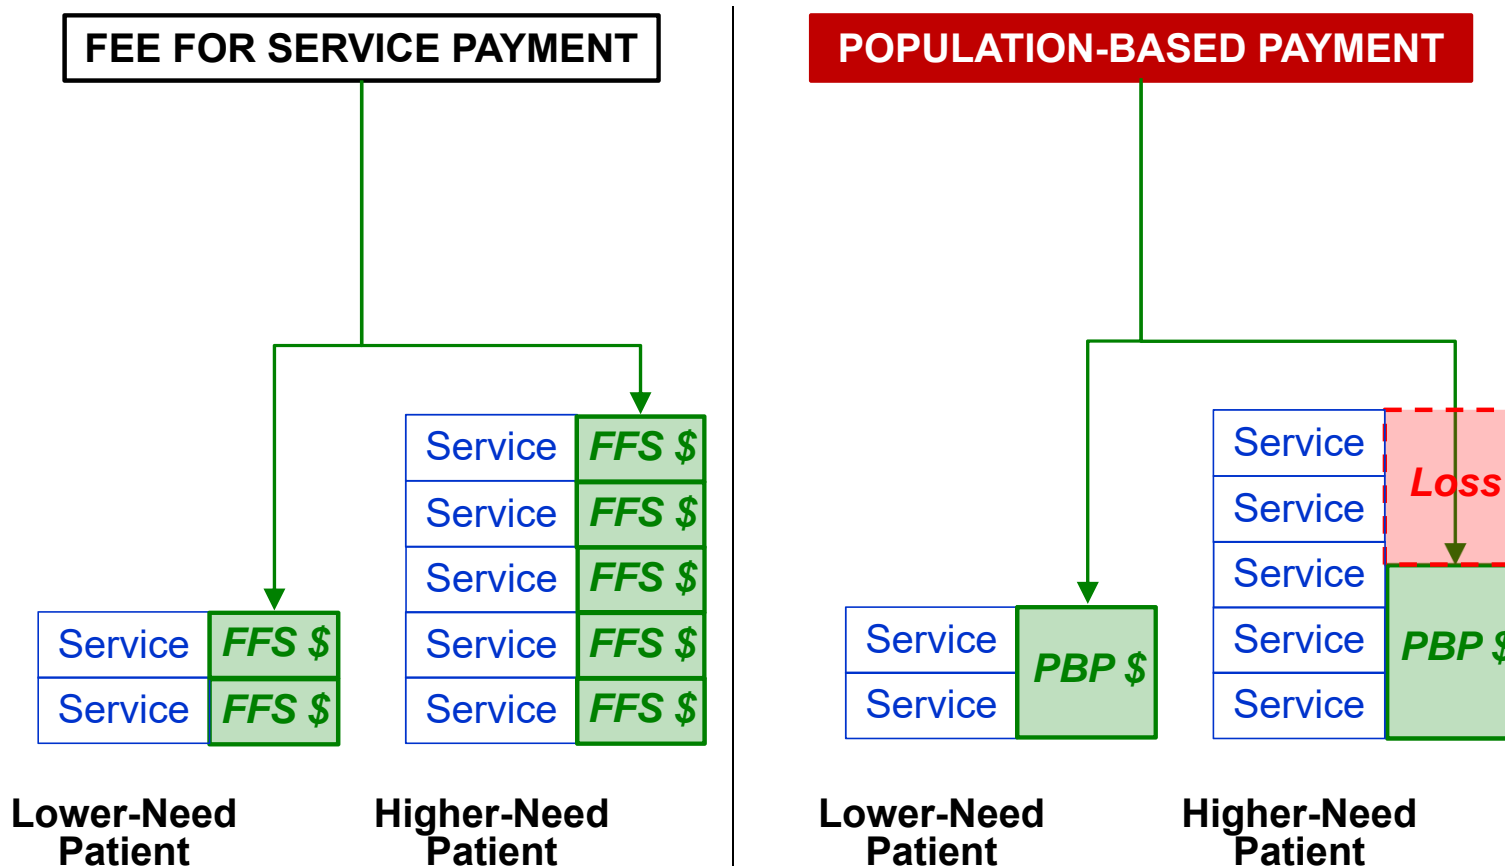 FEE FOR SERVICE PAYMENT
Service FFS $
Service FFS $
Service FFS $
Service FFS $
Service FFS $
Service FFS $
Service FFS $
Lower-Need
Patient
Higher-Need
Patient
POPULATION-BASED PAYMENT
Service
Service
PBP $
Service
Service
Service
Service
Service
Loss
PBP $
Lower-Need
Patient
Higher-Need
Patient